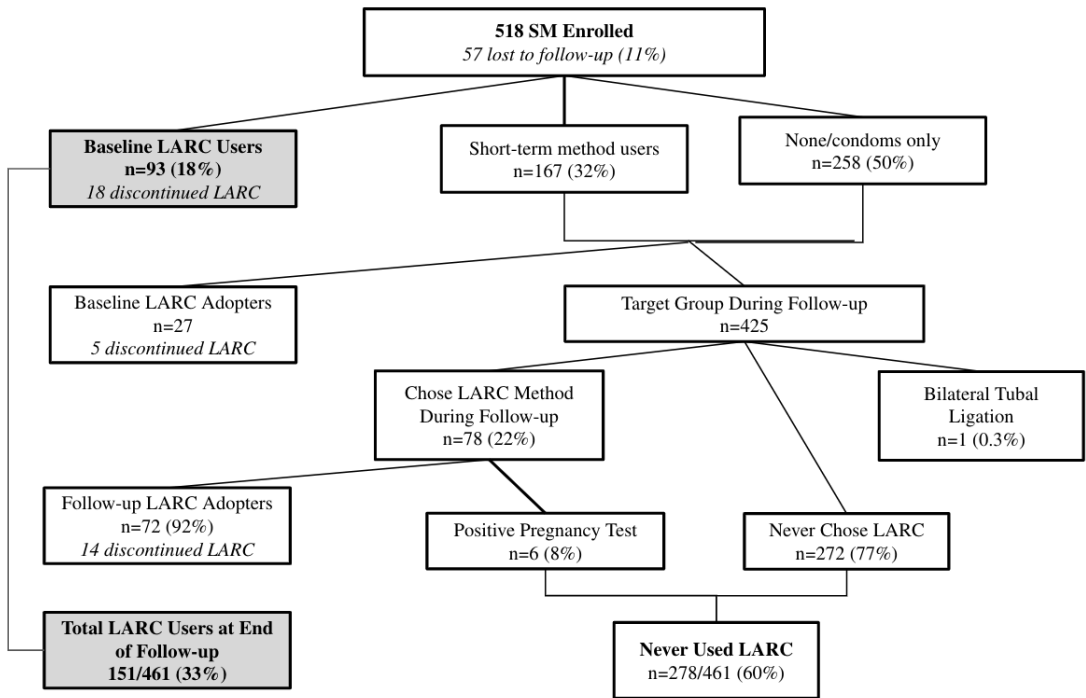 518 SM Enrolled
57 lost to follow-up (11%)
Baseline LARC Users
n=93 (18%)
18 discontinued LARC
Short-term method users
n=167 (32%)
None/condoms only
n=258 (50%)
Baseline LARC Adopters
n=27
5 discontinued LARC
Target Group During Follow-up
n=425
Chose LARC Method
During Follow-up
n=78 (22%)
Bilateral Tubal
Ligation
n=1 (0.3%)
Follow-up LARC Adopters
n=72 (92%)
14 discontinued LARC
Positive Pregnancy Test
n=6 (8%)
Never Chose LARC
n=272 (77%)
Total LARC Users at End
of Follow-up
151/461 (33%)
Never Used LARC
n=278/461 (60%)